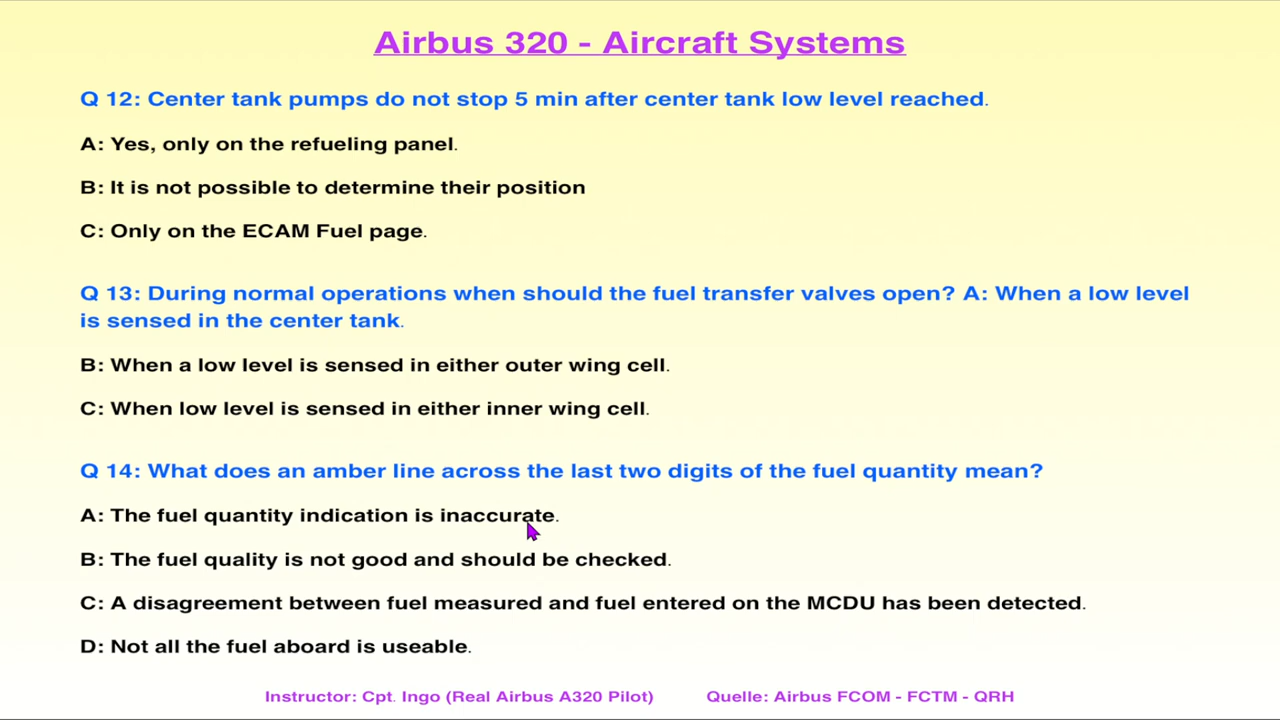 Airbus 320 - Aircraft Systems
Q 12: Center tank pumps do not stop 5 min after center tank low level reached.
A: Yes, only on the refueling panel.
B: It is not possible to determine their position
C: Only on the ECAM Fuel page.
Q 13: During normal operations when should the fuel transfer valves open? A: When a low level
is sensed in the center tank.
B: When a low level is sensed in either outer wing cell.
C: When low level is sensed in either inner wing cell.
Q 14: What does an amber line across the last two digits of the fuel quantity mean?
A: The fuel quantity indication is inaccurate.
B: The fuel quality is not good and should be checked.
C: A disagreement between fuel measured and fuel entered on the MCDU has been detected.
D: Not all the fuel aboard is useable.
Instructor: Cpt. Ingo (Real Airbus A320 Pilot) Quelle: Airbus FCOM - FCTM - QRH